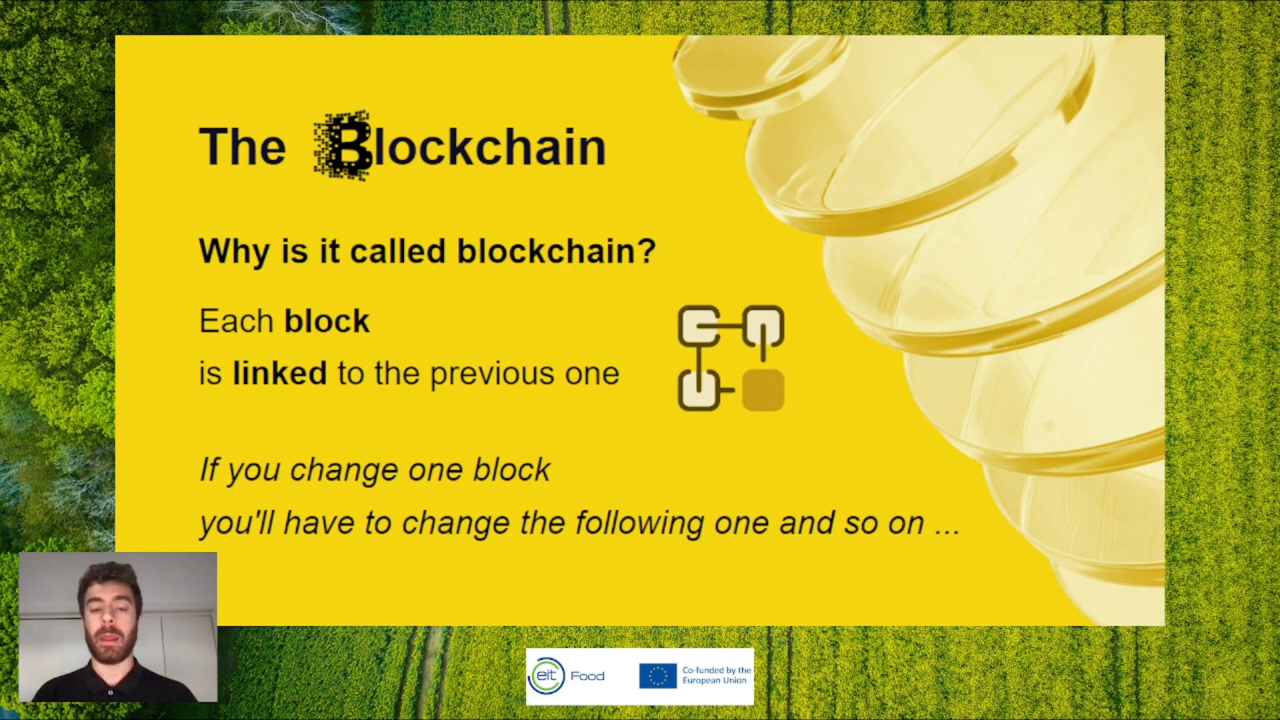 The Blockchain
Why is it called blockchain?
Each block
is linked to the previous one
If you change one block
you'll have to change the following one and so on ...
eit Food
Co-funded by the
European Union